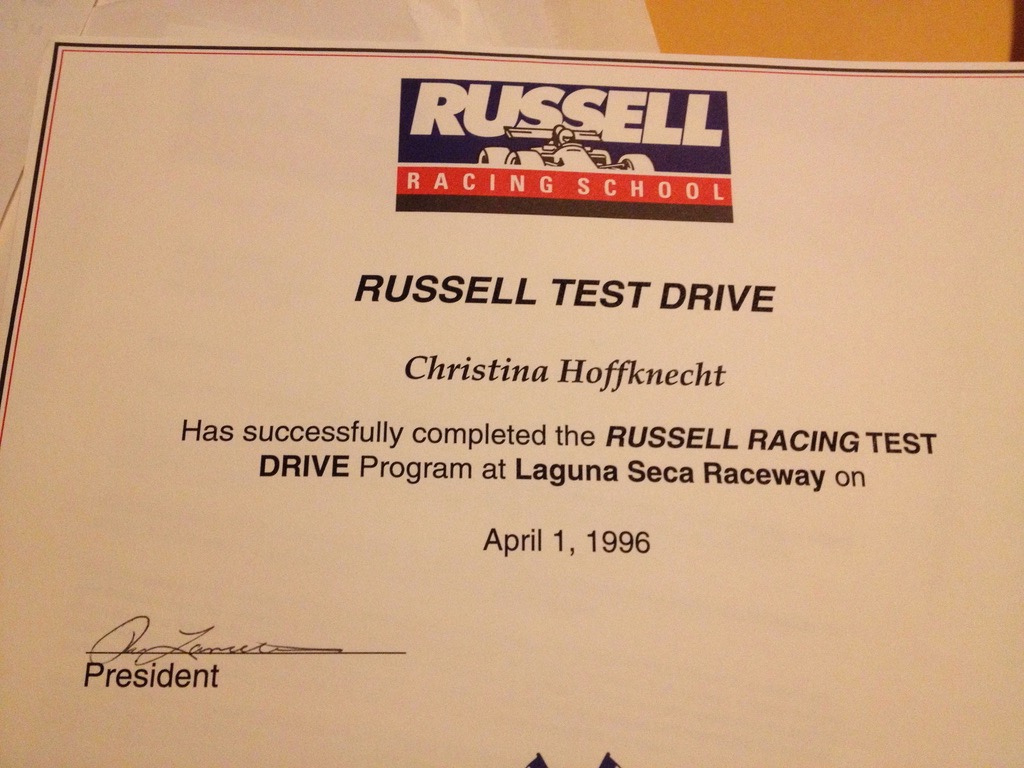 RUSSELL
RACING SCHOOL
RUSSELL TEST DRIVE
Christina Hoffknecht
Has successfully completed the RUSSELL RACING TEST
DRIVE Program at Laguna Seca Raceway on
April 1, 1996
President